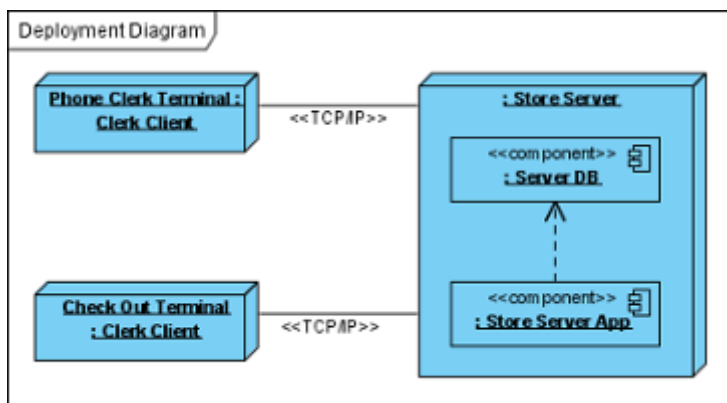 Deployment Diagram
Phone Clerk Terminal :
Clerk Client
<<TCP/IP>>
: Store Server
<<component>>
: Server DB
Check Out Terminal
: Clerk Client
<<TCP/IP>>
<<component>>
: Store Server App